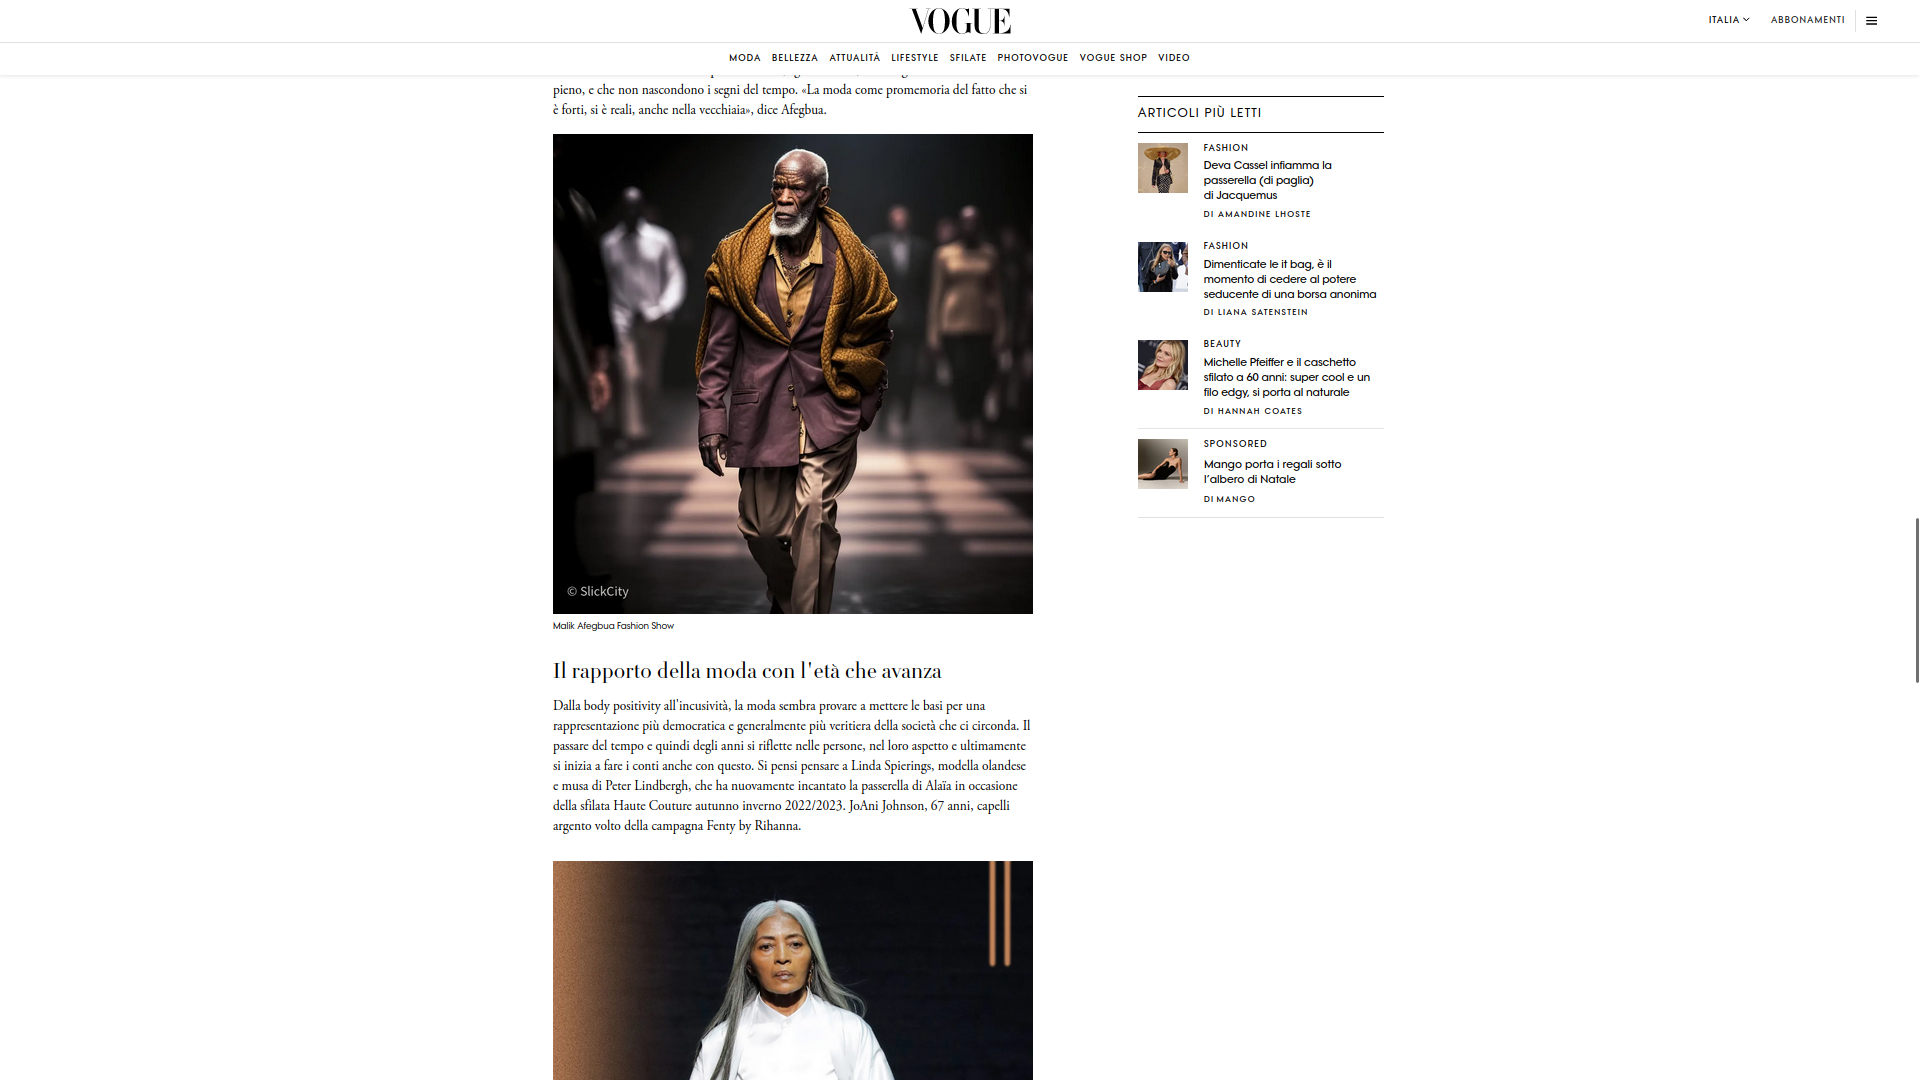 VOGUE
ITALIA
ABBONAMENTI
MODA BELLEZZA ATTUALITÀ LIFESTYLE SFILATE PHOTOVOGUE VOGUE SHOP VIDEO
pieno, e che non nascondono i segni del tempo. «La moda come promemoria del fatto che si
è forti, si è reali, anche nella vecchiaia», dice Afegbua.
© SlickCity
Malik Afegbua Fashion Show
Il rapporto della moda con l'età che avanza
Dalla body positivity all'incusività, la moda sembra provare a mettere le basi per una
rappresentazione più democratica e generalmente più veritiera della società che ci circonda. Il
passare del tempo e quindi degli anni si riflette nelle persone, nel loro aspetto e ultimamente
si inizia a fare i conti anche con questo. Si pensi pensare a Linda Spierings, modella olandese
e musa di Peter Lindbergh, che ha nuovamente incantato la passerella di Alaïa in occasione
della sfilata Haute Couture autunno inverno 2022/2023. JoAni Johnson, 67 anni, capelli
argento volto della campagna Fenty by Rihanna.
ARTICOLI PIÙ LETTI
FASHION
Deva Cassel infiamma la
passerella (di paglia)
di Jacquemus
DI AMANDINE LHOSTE
FASHION
Dimenticate le it bag, è il
momento di cedere al potere
seducente di una borsa anonima
DI LIANA SATENSTEIN
BEAUTY
Michelle Pfeiffer e il caschetto
sfilato a 60 anni: super cool e un
filo edgy, si porta al naturale
DI HANNAH COATES
SPONSORED
Mango porta i regali sotto
l'albero di Natale
DI MANGO